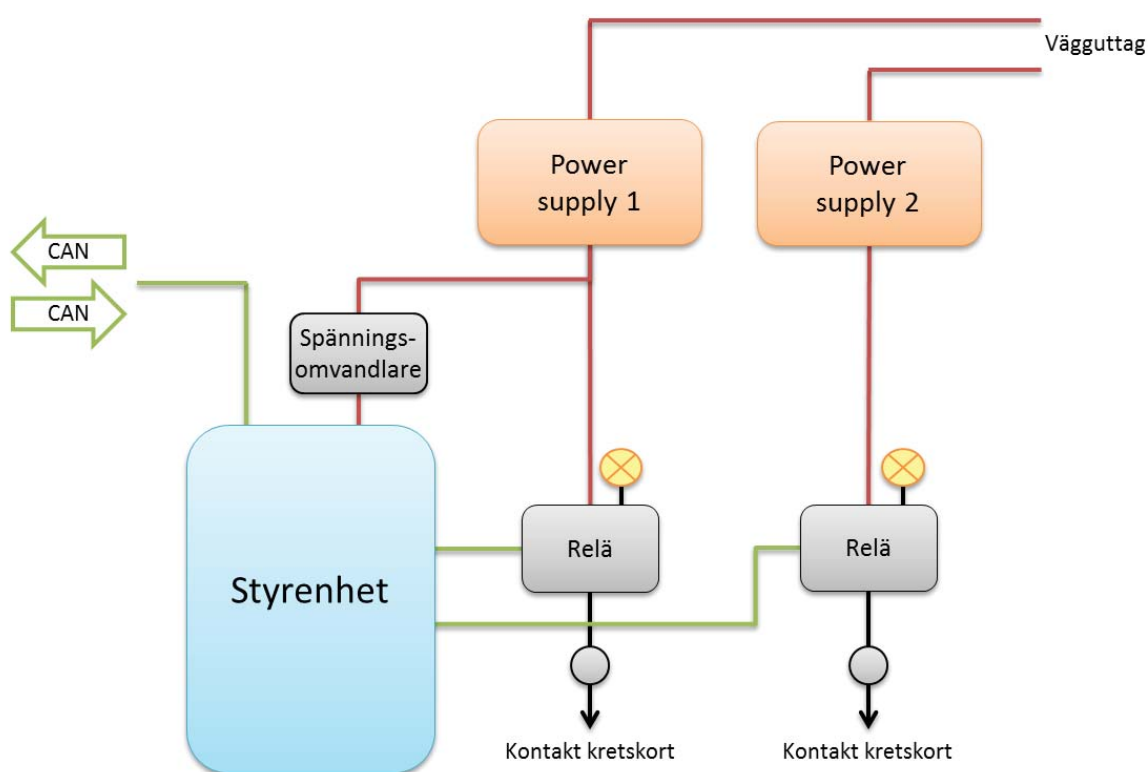 Vägguttag
Power
supply 1
Power
supply 2
CAN
CAN
Spännings-
omvandlare
Relä
Relä
Styrenhet
Kontakt kretskort
Kontakt kretskort